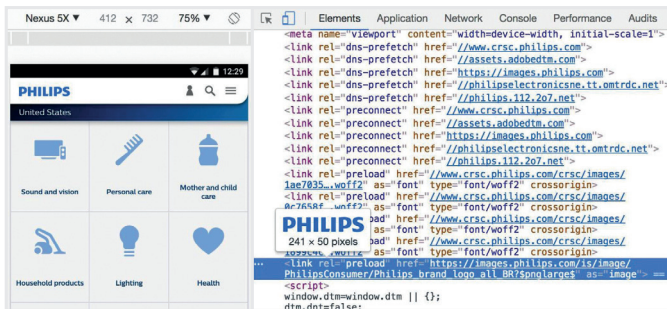 Nexus 5X ▼ 412 × 732 75% ▼
Elements Application Network Console Performance Audits
12:29
PHILIPS
United States
Sound and vision
Personal care
Mother and child
care
Household products
Lighting
Health
<meta name="viewport" content="width=device-width, initial-scale=1">
<link rel="dns-prefetch" href="//www.crsc.philips.com">
<link rel="dns-prefetch" href="//assets.adobedtm.com">
<link rel="dns-prefetch" href="https://images.philips.com">
<link rel="dns-prefetch" href="//philipselectronicsne.tt.omtrdc.net">
<link rel="dns-prefetch" href="//philips.112.2o7.net">
<link rel="preconnect" href="//www.crsc.philips.com">
<link rel="preconnect" href="//assets.adobedtm.com">
<link rel="preconnect" href="https://images.philips.com">
<link rel="preconnect" href="//philipselectronicsne.tt.omtrdc.net">
<link rel="preconnect" href="//philips.112.2o7.net">
<link rel="preload" href="//www.crsc.philips.com/crsc/images/
1ae7035….woff2" as="font" type="font/woff2" crossorigin>
<link rel="preload" href="//www.crsc.philips.com/crsc/images/
0c7658f….woff2" as="font" type="font/woff2" crossorigin>
PHILIPS
241 × 50 pixels
oad" href="//www.crsc.philips.com/crsc/images/
as="font" type="font/woff2" crossorigin>
oad" href="//www.crsc.philips.com/crsc/images/
as="font" type="font/woff2" crossorigin>
… <link rel="preload" href="https://images.philips.com/is/image/
PhilipsConsumer/Philips_brand_logo_all_BR?$pnglarge$" as="image"> ==
<script>
window.dtm=window.dtm || {};
dtm.dnt=false;